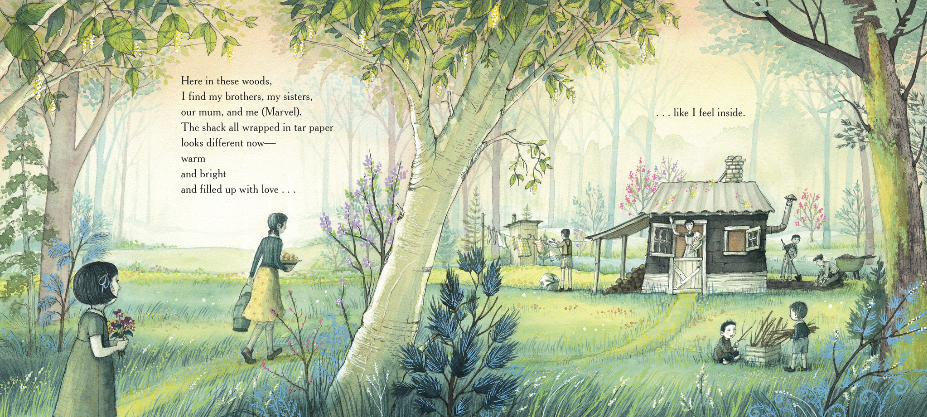 Here in these woods,
I find my brothers, my sisters,
our mum, and me (Marvel).
The shack all wrapped in tar paper
looks different now—
warm
and bright
and filled up with love . . .
. . . like I feel inside.